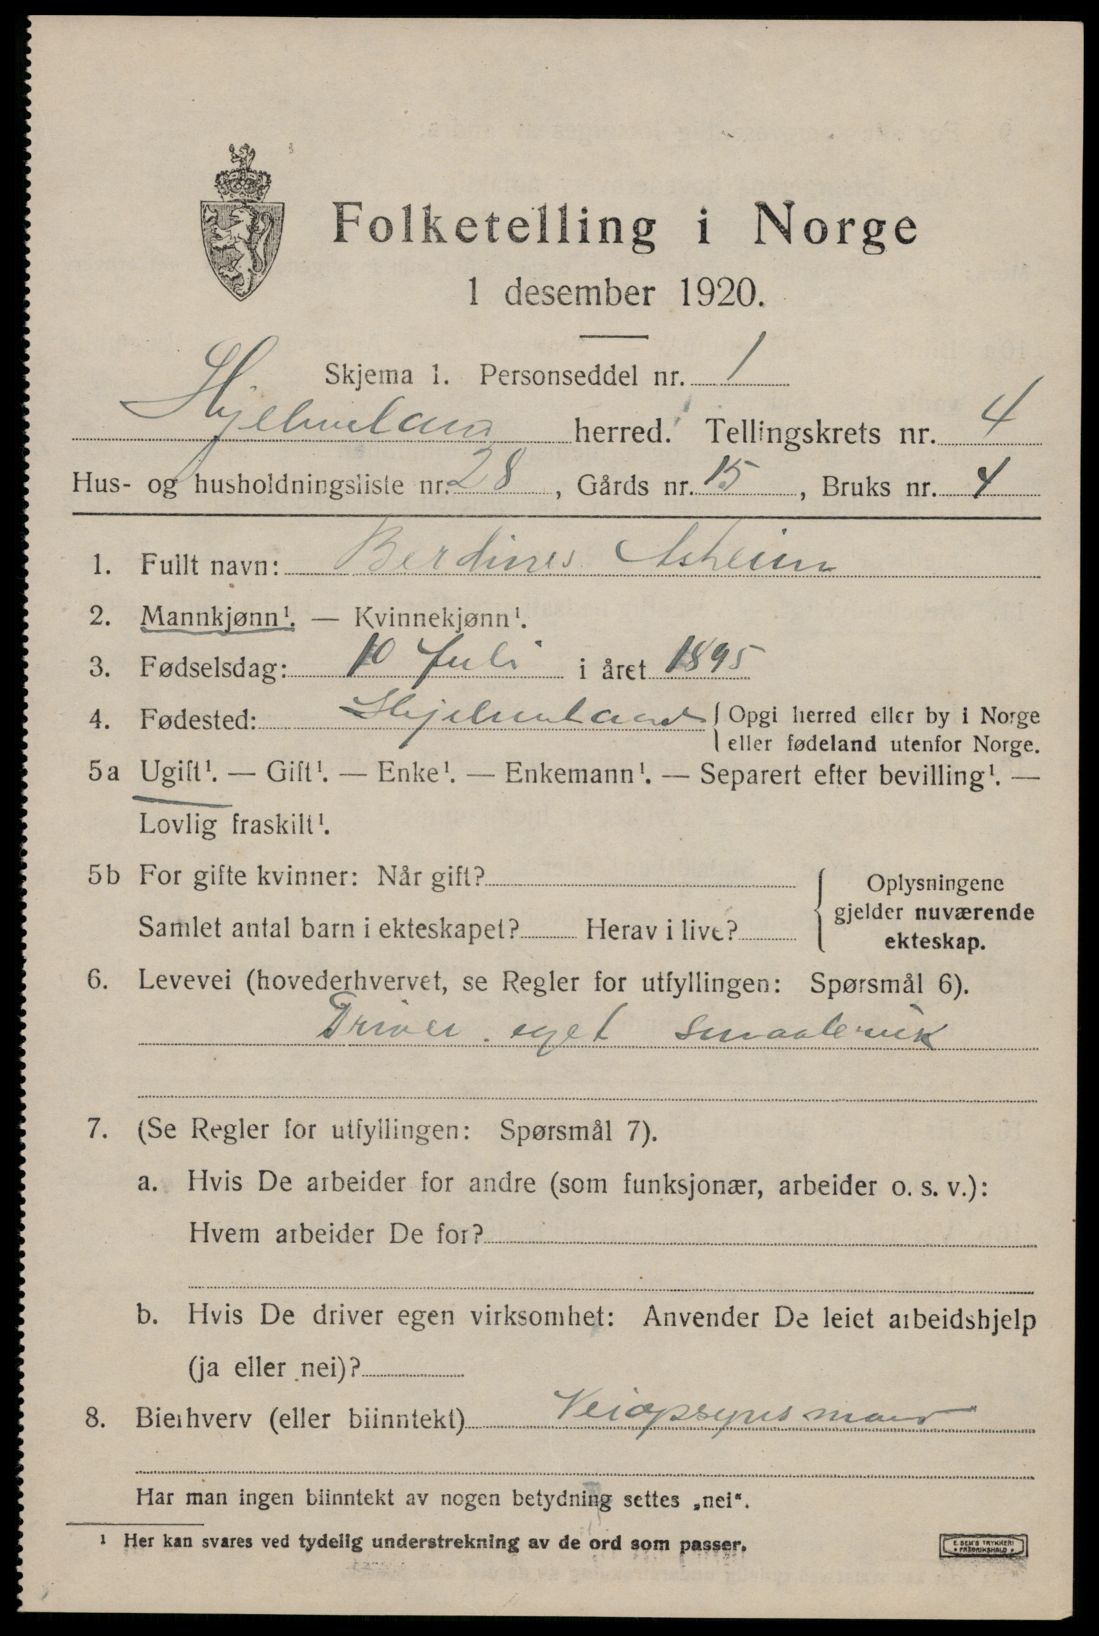 Folketelling i Norge
1 desember 1920.
Skjema 1. Personseddel nr. 1
Hjelmeland herred. Tellingskrets nr. 4
Hus- og husholdningsliste nr. 28, Gårds nr. 15, Bruks nr. 4
1. Fullt navn: Berdines Asheim
2. Mannkjønn¹. — Kvinnekjønn¹.
3. Fødselsdag: 10 Juli i året 1895
4. Fødested: Hjelmeland { Opgi herred eller by i Norge
eller fødeland utenfor Norge.
5a Ugift¹. — Gift¹. — Enke¹. — Enkemann¹. — Separert efter bevilling¹. —
Lovlig fraskilt¹.
5b For gifte kvinner: Når gift?
Samlet antal barn i ekteskapet? Herav i live?
{ Oplysningene
gjelder nuværende
ekteskap.
6. Levevei (hovederhvervet, se Regler for utfyllingen: Spørsmål 6).
Driver eget smaabruk
7. (Se Regler for utfyllingen: Spørsmål 7).
a. Hvis De arbeider for andre (som funksjonær, arbeider o. s. v.):
Hvem arbeider De for?
b. Hvis De driver egen virksomhet: Anvender De leiet arbeidshjelp
(ja eller nei)?
8. Bierhverv (eller biinntekt) Veiopsynsmann
Har man ingen biinntekt av nogen betydning settes „nei“.
¹ Her kan svares ved tydelig understrekning av de ord som passer.
E. SEM'S TRYKKERI
• FREDRIKSHALD •